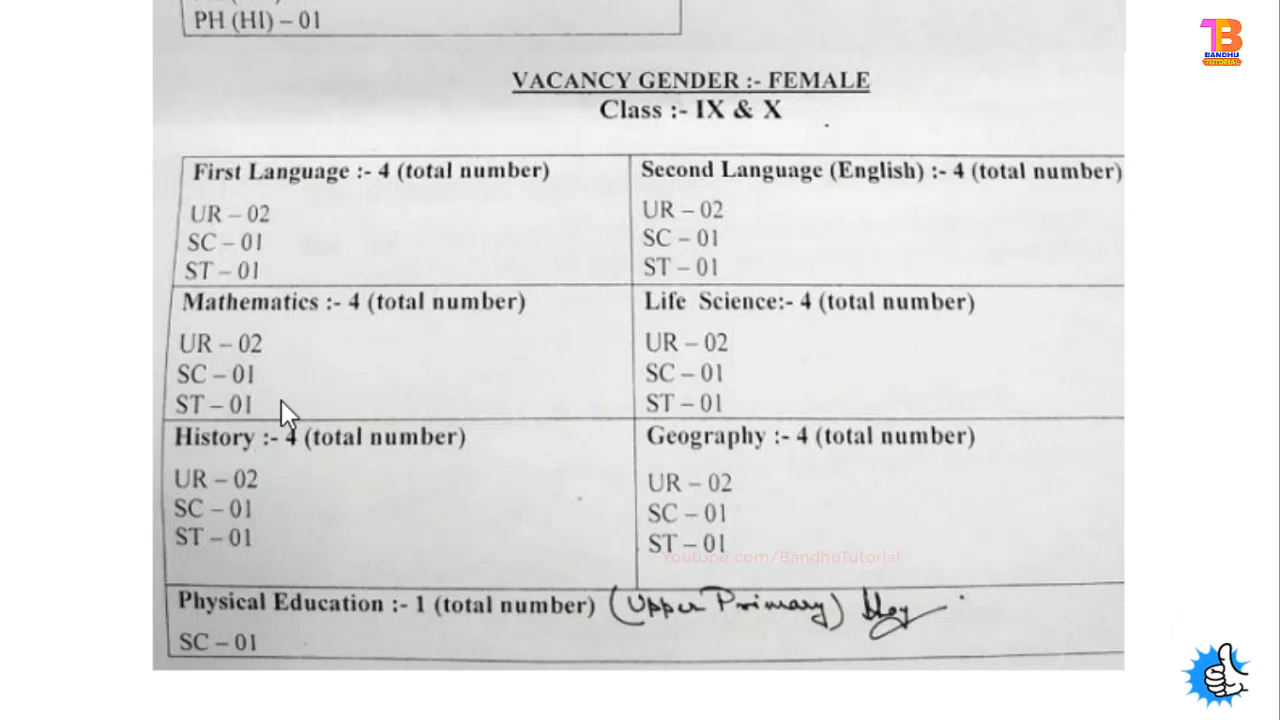 PH (HI) – 01
TB
BANDHU
TUTORIAL
VACANCY GENDER :- FEMALE
Class :- IX & X
First Language :- 4 (total number)
UR – 02
SC – 01
ST – 01
Second Language (English) :- 4 (total number)
UR – 02
SC – 01
ST – 01
Mathematics :- 4 (total number)
UR – 02
SC – 01
ST – 01
Life Science:- 4 (total number)
UR – 02
SC – 01
ST – 01
History :- 4 (total number)
UR – 02
SC – 01
ST – 01
Geography :- 4 (total number)
UR – 02
SC – 01
ST – 01
Youtube.com/BandhuTutorial
Physical Education :- 1 (total number) (Upper Primary)
SC – 01